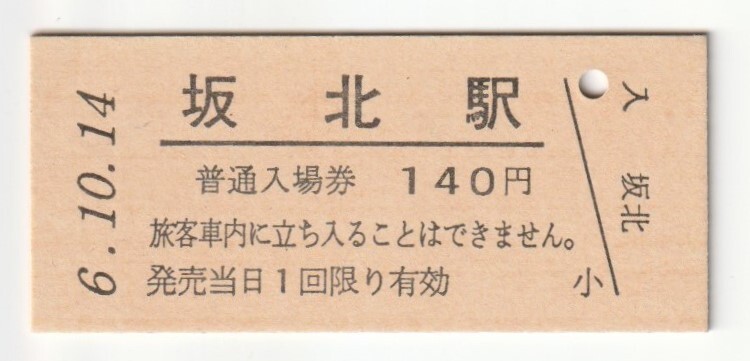 6.10.14
坂北駅
普通入場券 140円
旅客車内に立ち入ることはできません。
発売当日1回限り有効
入
坂北
小